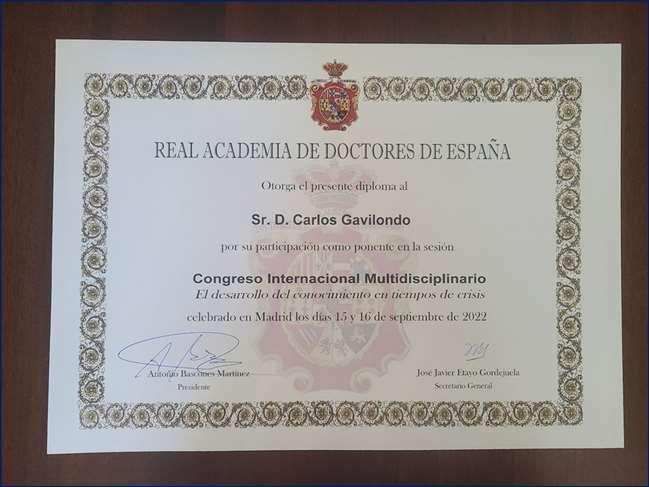 REAL ACADEMIA DE DOCTORES DE ESPAÑA
Otorga el presente diploma al
Sr. D. Carlos Gavilondo
por su participación como ponente en la sesión
Congreso Internacional Multidisciplinario
El desarrollo del conocimiento en tiempos de crisis
celebrado en Madrid los días 15 y 16 de septiembre de 2022
Antonio Bascones Martínez
Presidente
José Javier Etayo Gordejuela
Secretario General